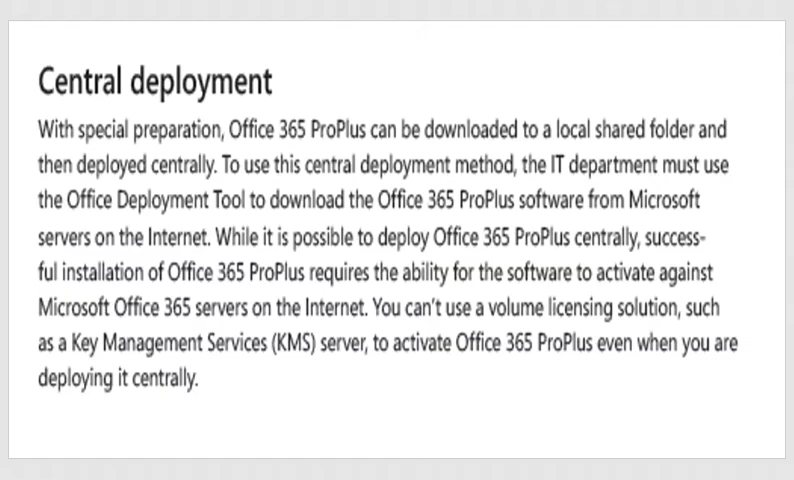 Central deployment
With special preparation, Office 365 ProPlus can be downloaded to a local shared folder and
then deployed centrally. To use this central deployment method, the IT department must use
the Office Deployment Tool to download the Office 365 ProPlus software from Microsoft
servers on the Internet. While it is possible to deploy Office 365 ProPlus centrally, success-
ful installation of Office 365 ProPlus requires the ability for the software to activate against
Microsoft Office 365 servers on the Internet. You can't use a volume licensing solution, such
as a Key Management Services (KMS) server, to activate Office 365 ProPlus even when you are
deploying it centrally.